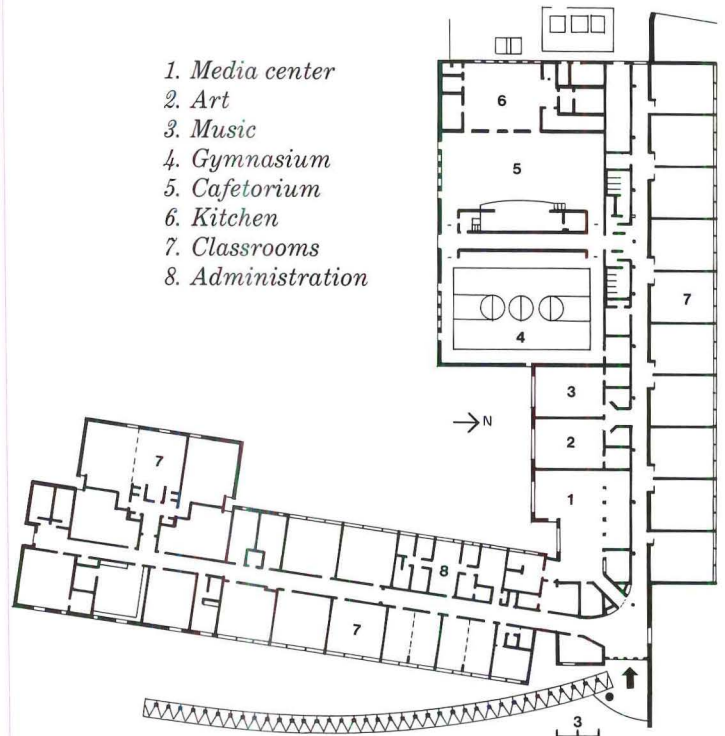 1. Media center
2. Art
3. Music
4. Gymnasium
5. Cafetorium
6. Kitchen
7. Classrooms
8. Administration
6
5
7
4
3
N
2
7
1
8
7
3